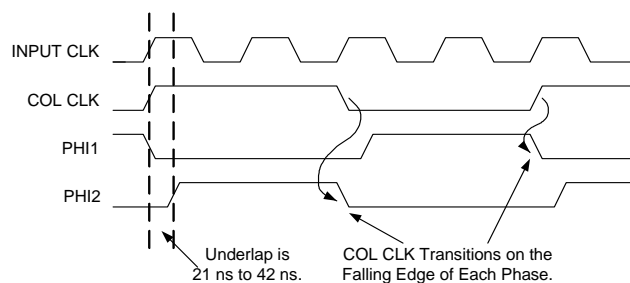 INPUT CLK
COL CLK
PHI1
PHI2
Underlap is
21 ns to 42 ns.
COL CLK Transitions on the
Falling Edge of Each Phase.